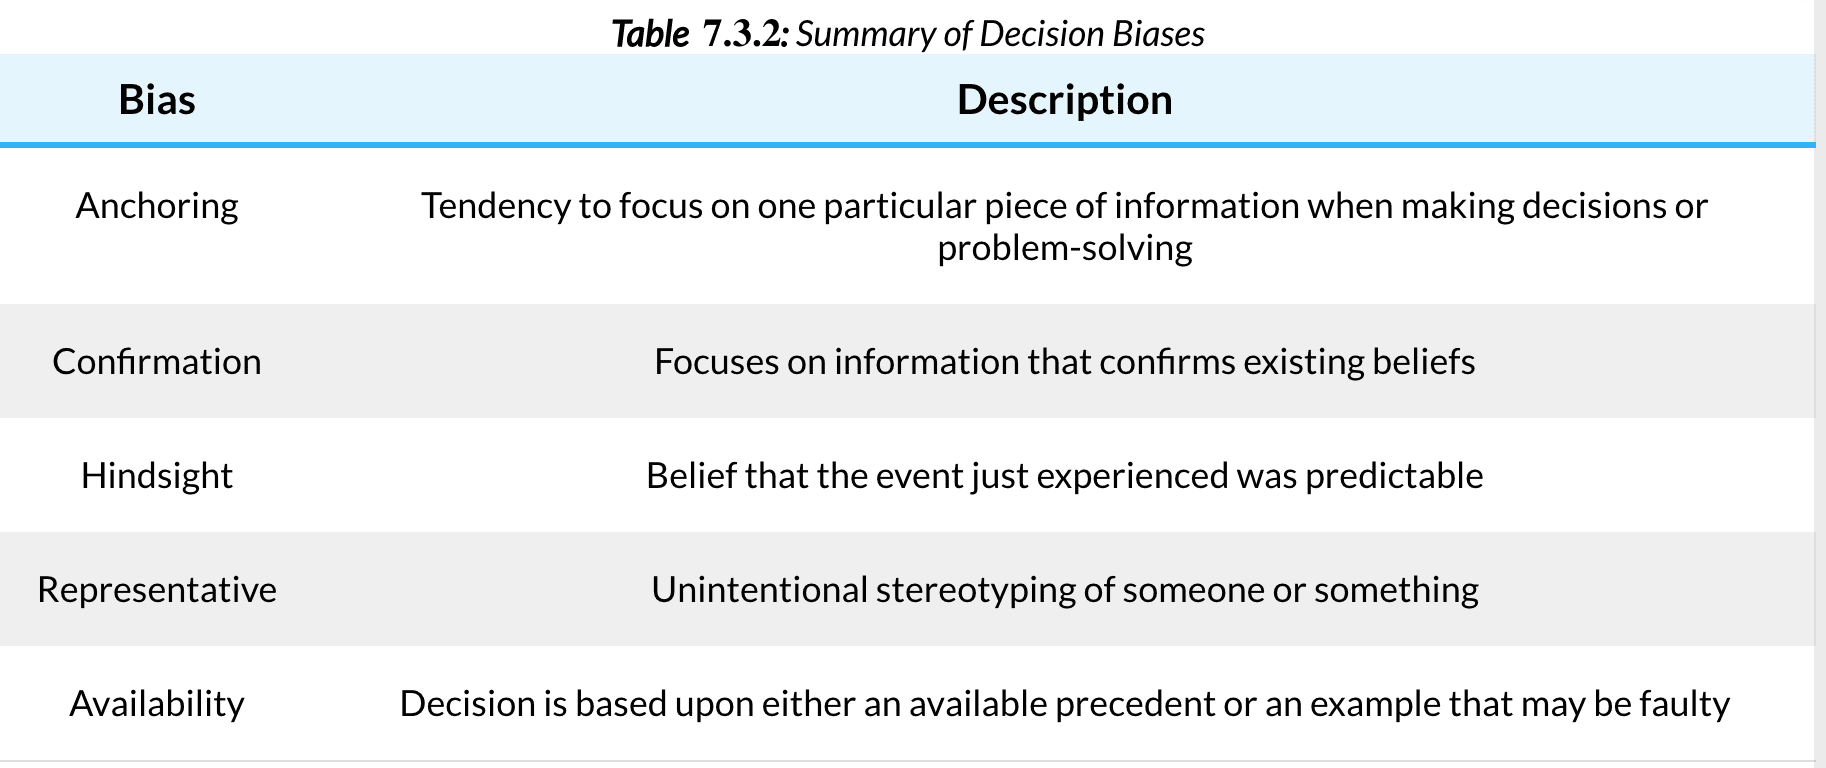 Table 7.3.2: Summary of Decision Biases
Bias Description
Anchoring Tendency to focus on one particular piece of information when making decisions or
problem-solving
Confirmation Focuses on information that confirms existing beliefs
Hindsight Belief that the event just experienced was predictable
Representative Unintentional stereotyping of someone or something
Availability Decision is based upon either an available precedent or an example that may be faulty